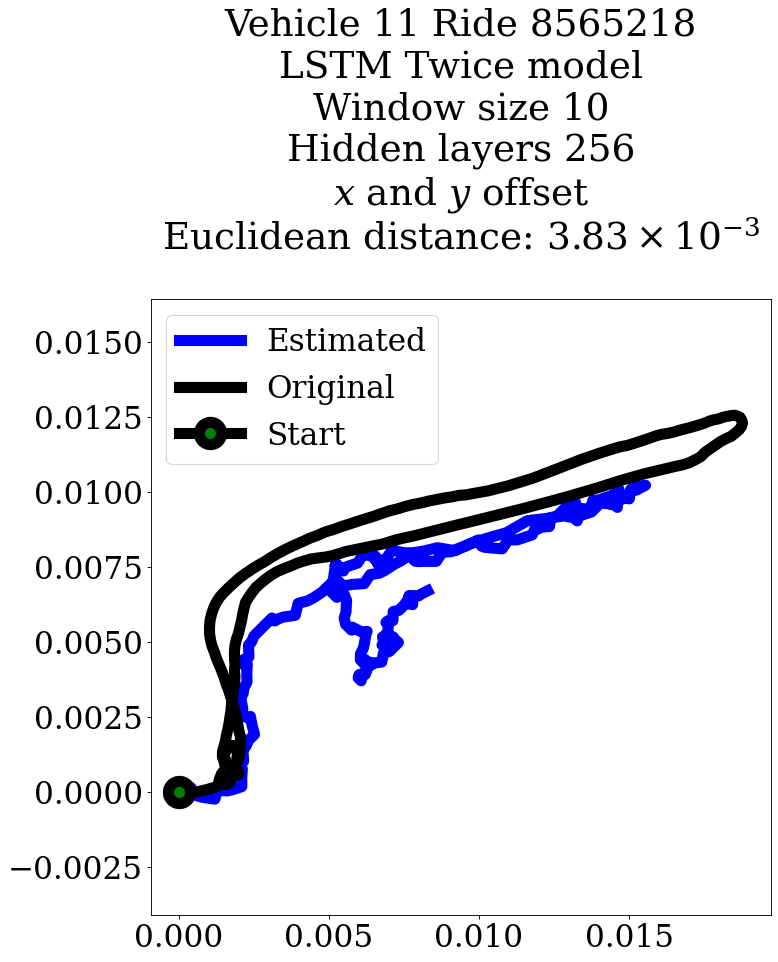 Vehicle 11 Ride 8565218
LSTM Twice model
Window size 10
Hidden layers 256
x and y offset
Euclidean distance: 3.83 × 10⁻³
Estimated
Original
Start
0.0150
0.0125
0.0100
0.0075
0.0050
0.0025
0.0000
−0.0025
0.000 0.005 0.010 0.015